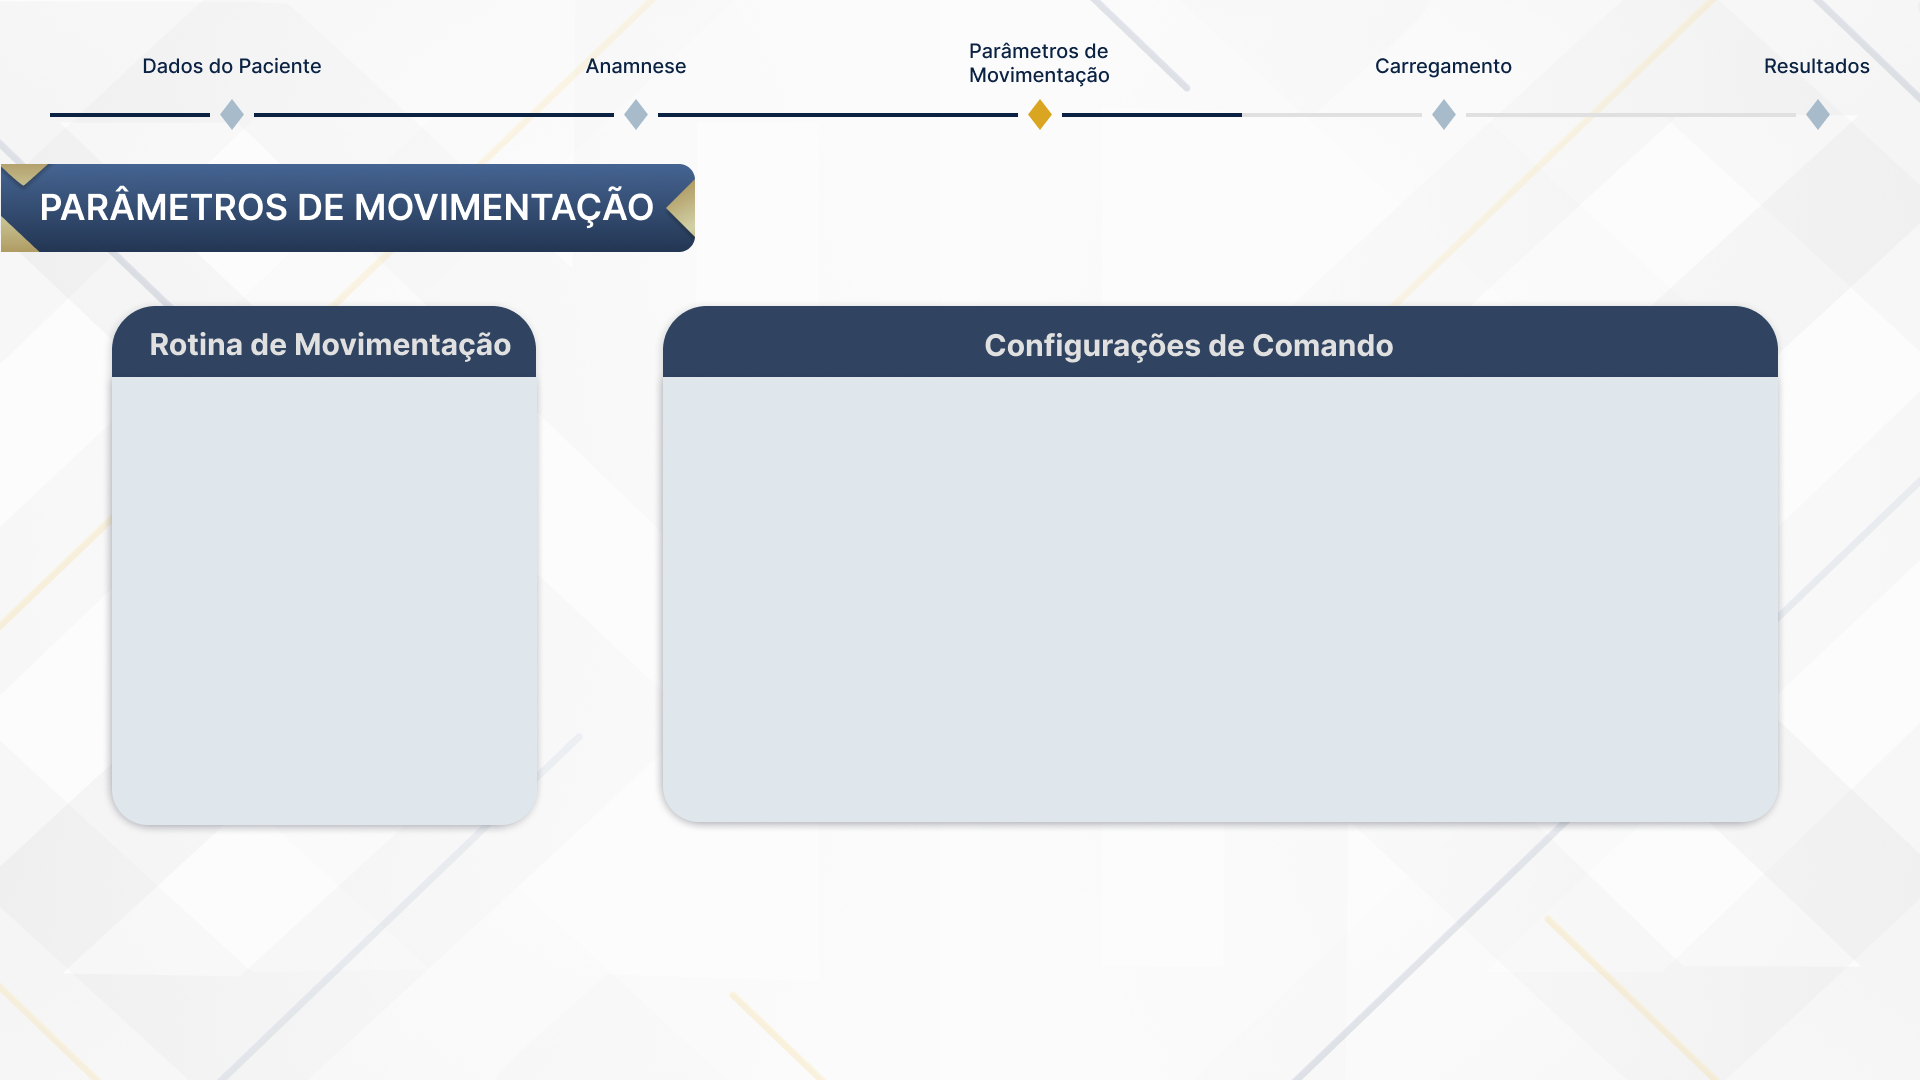 Dados do Paciente
Anamnese
Parâmetros de
Movimentação
Carregamento
Resultados
PARÂMETROS DE MOVIMENTAÇÃO
Rotina de Movimentação
Configurações de Comando